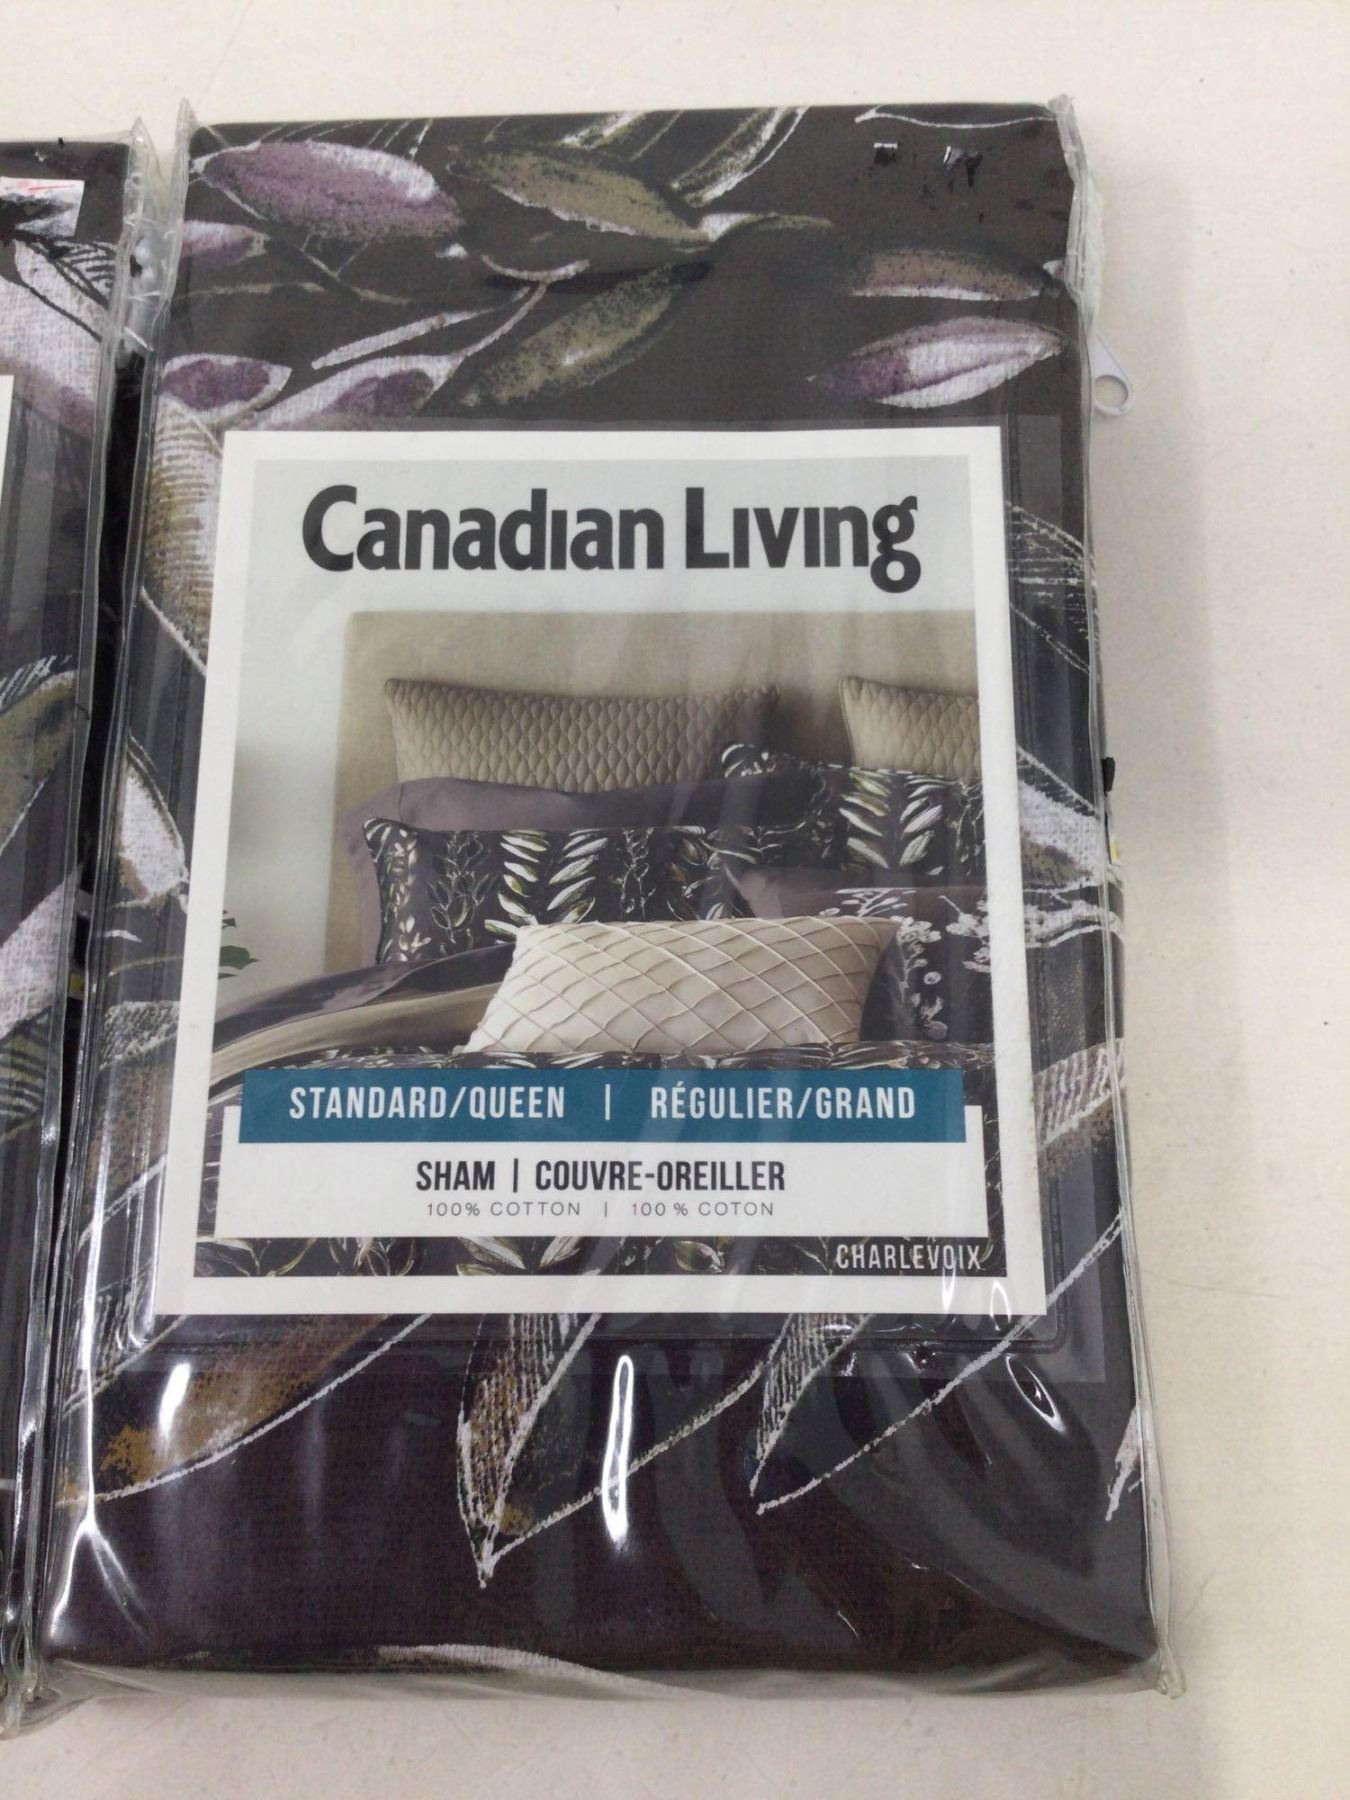 Canadian Living
STANDARD/QUEEN | RÉGULIER/GRAND
SHAM | COUVRE-OREILLER
100% COTTON | 100 % COTON
CHARLEVOIX